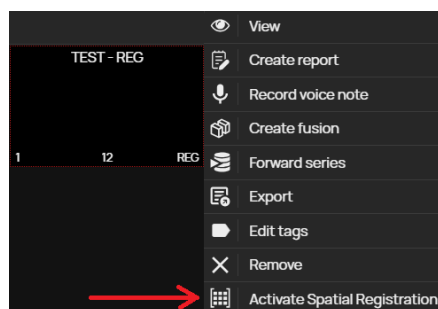 View
TEST - REG
Create report
Record voice note
Create fusion
1 12 REG
Forward series
Export
Edit tags
Remove
Activate Spatial Registration